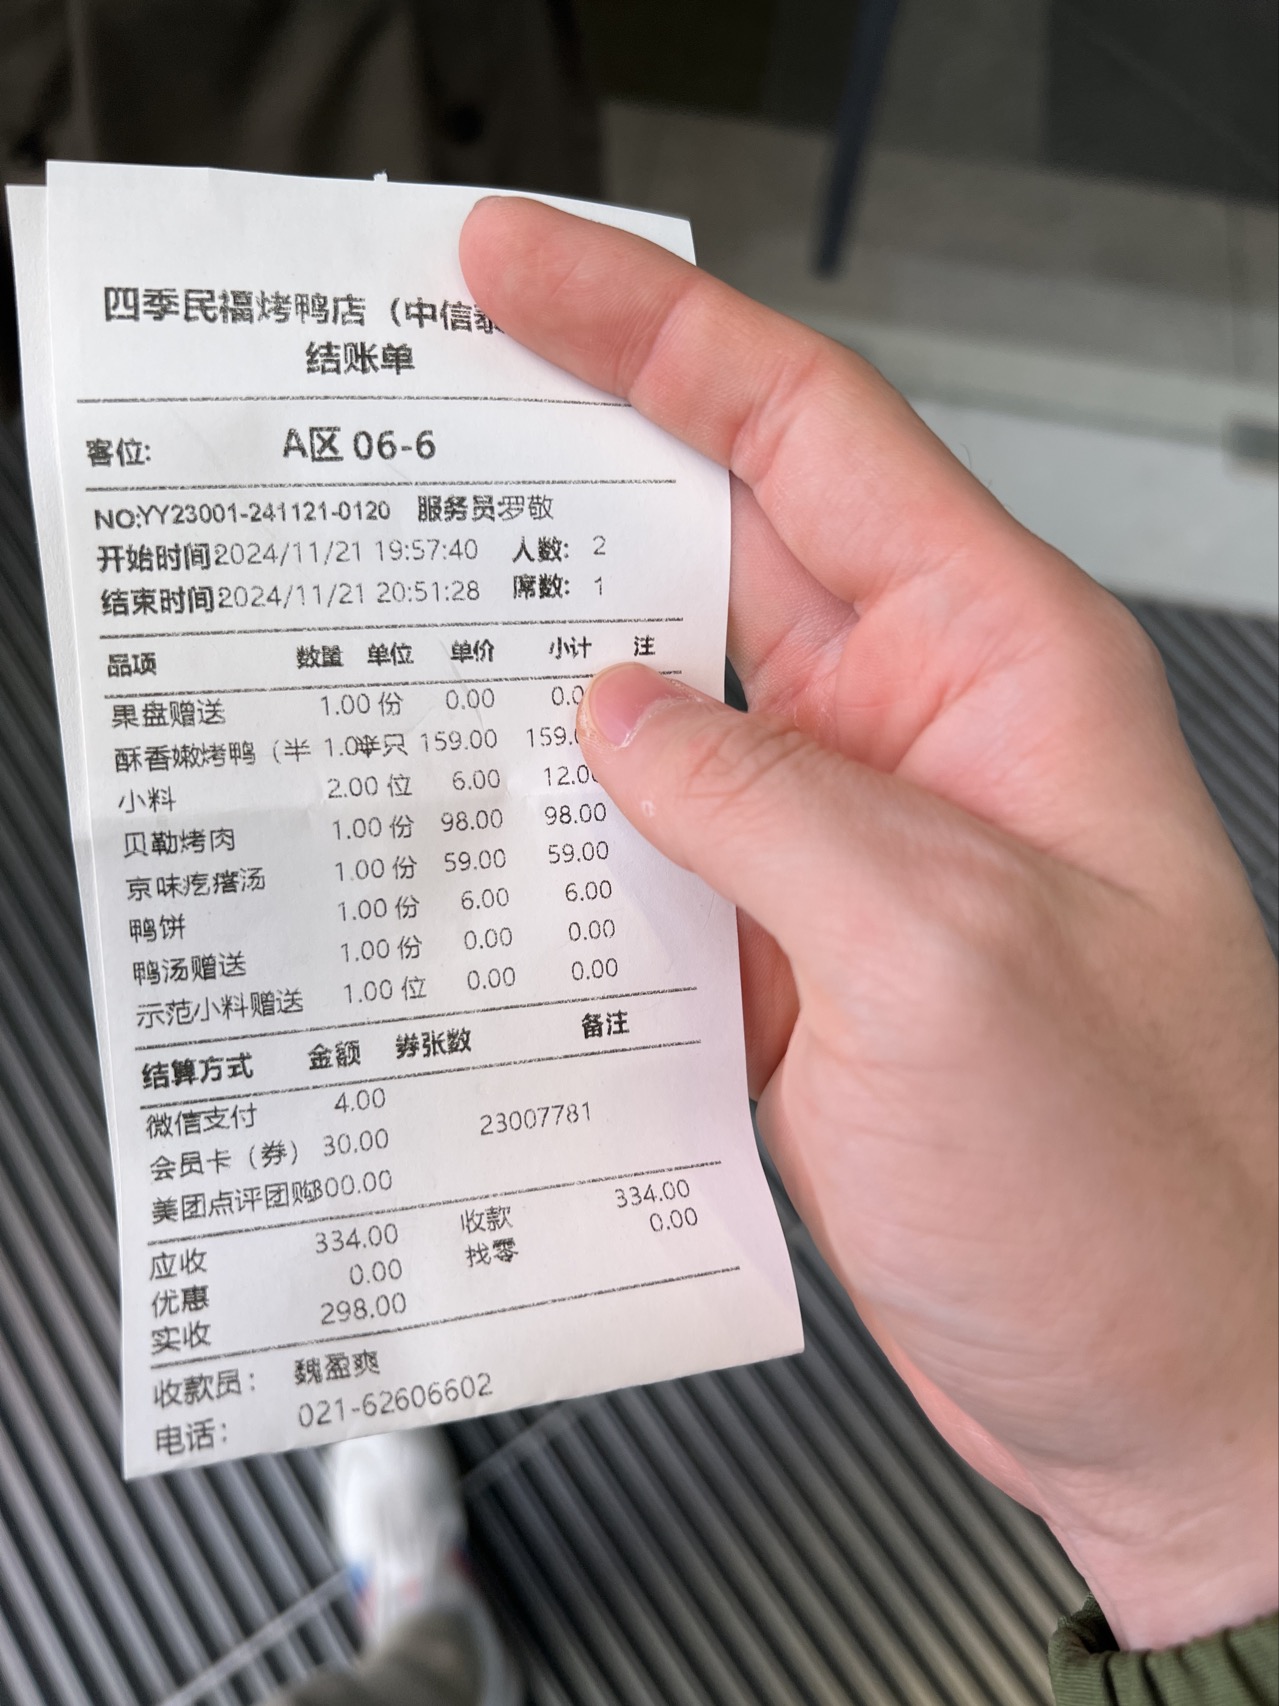 四季民福烤鸭店（中信泰
结账单
客位: A区 06-6
NO:YY23001-241121-0120 服务员:罗敬
开始时间2024/11/21 19:57:40 人数: 2
结束时间2024/11/21 20:51:28 席数: 1
品项 数量 单位 单价 小计 注
果盘赠送 1.00 份 0.00 0.0
酥香嫩烤鸭（半 1.0半只 159.00 159.
小料 2.00 位 6.00 12.00
贝勒烤肉 1.00 份 98.00 98.00
京味疙瘩汤 1.00 份 59.00 59.00
鸭饼 1.00 份 6.00 6.00
鸭汤赠送 1.00 份 0.00 0.00
示范小料赠送 1.00 位 0.00 0.00
结算方式 金额 券张数 备注
微信支付 4.00
会员卡（券） 30.00 23007781
美团点评团购300.00
应收 334.00 收款 334.00
优惠 0.00 找零 0.00
实收 298.00
收款员: 魏盈爽
电话: 021-62606602